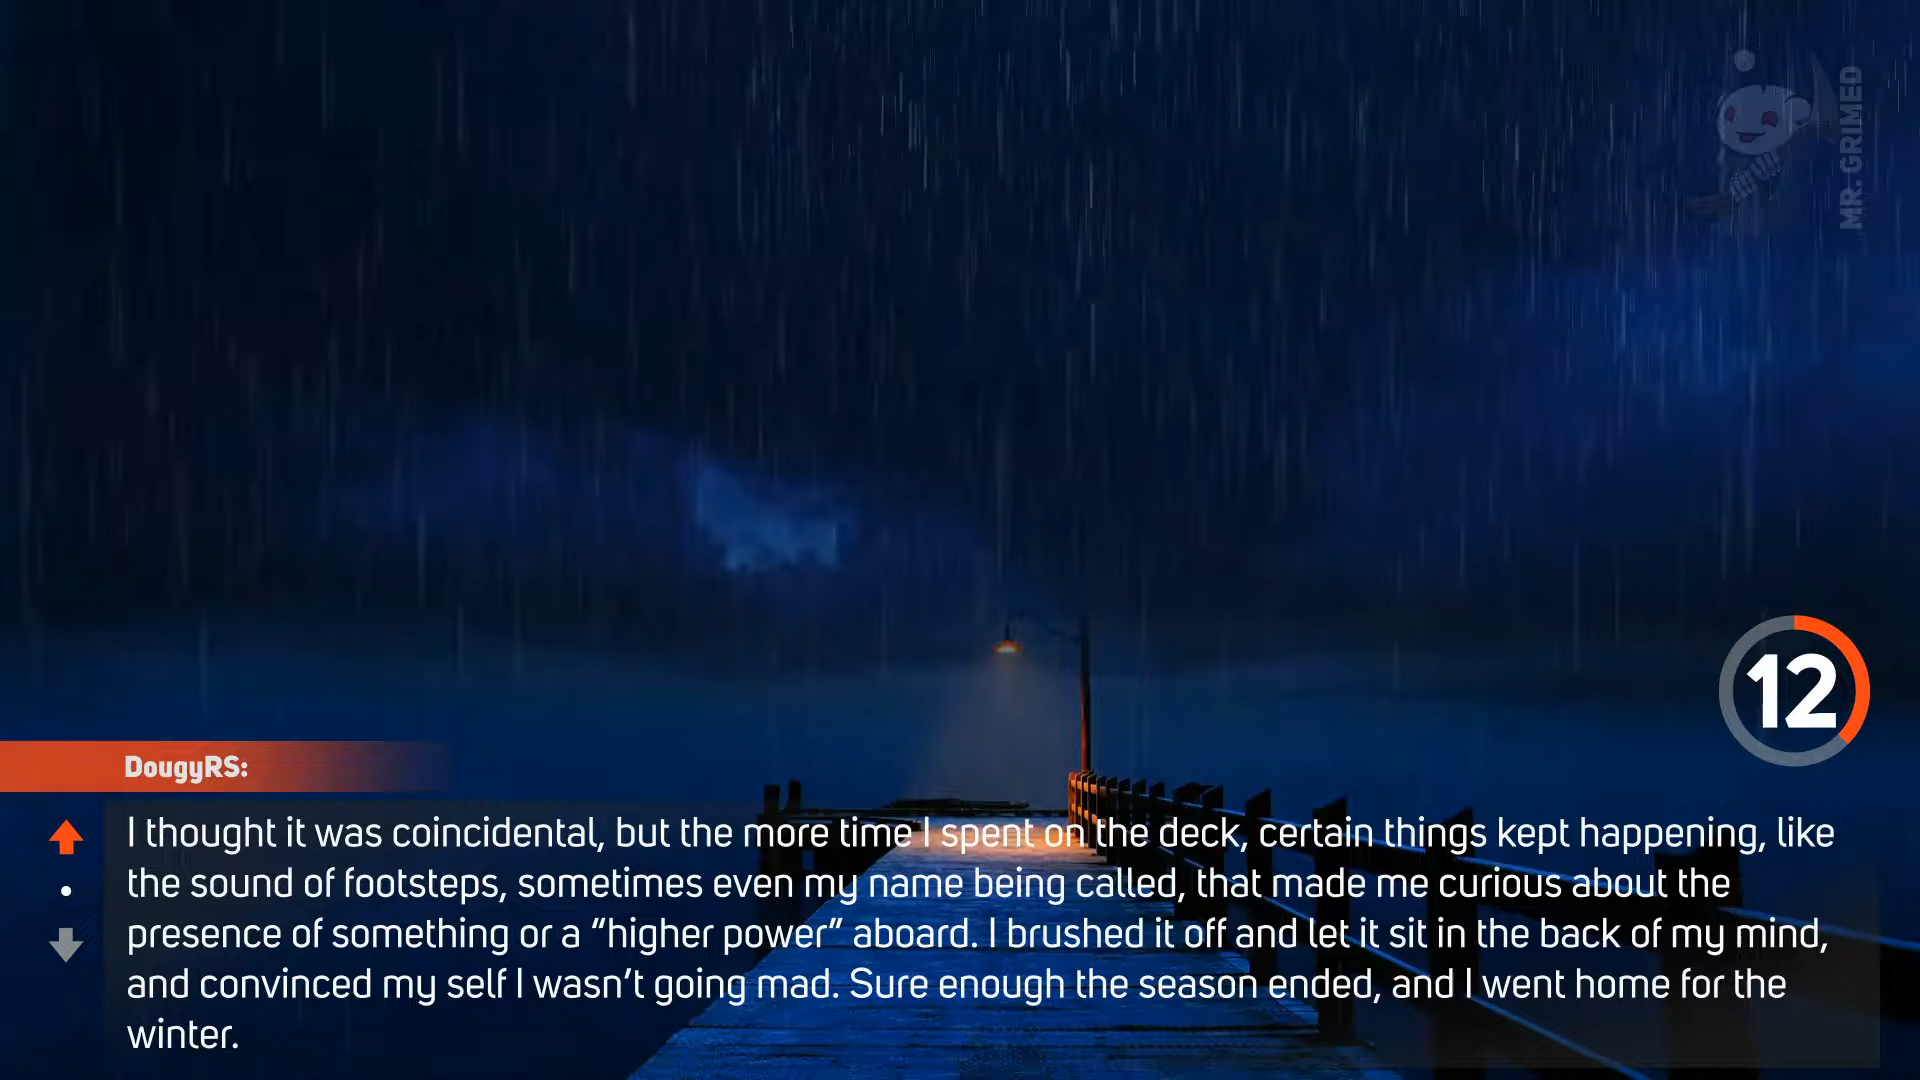 MR. GRIMED
12
DougyRS:
I thought it was coincidental, but the more time I spent on the deck, certain things kept happening, like
the sound of footsteps, sometimes even my name being called, that made me curious about the
presence of something or a “higher power” aboard. I brushed it off and let it sit in the back of my mind,
and convinced my self I wasn’t going mad. Sure enough the season ended, and I went home for the
winter.